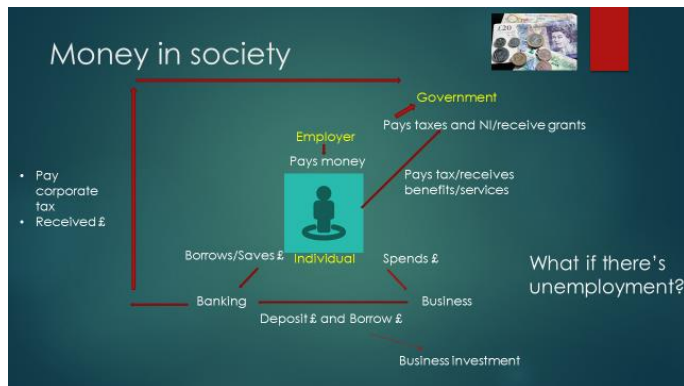 Money in society
£20
Government
Employer
Pays taxes and NI/receive grants
Pays money
• Pay
corporate
tax
• Received £
Pays tax/receives
benefits/services
Borrows/Saves £
Individual
Spends £
What if there's
unemployment?
Banking
Business
Deposit £ and Borrow £
Business investment